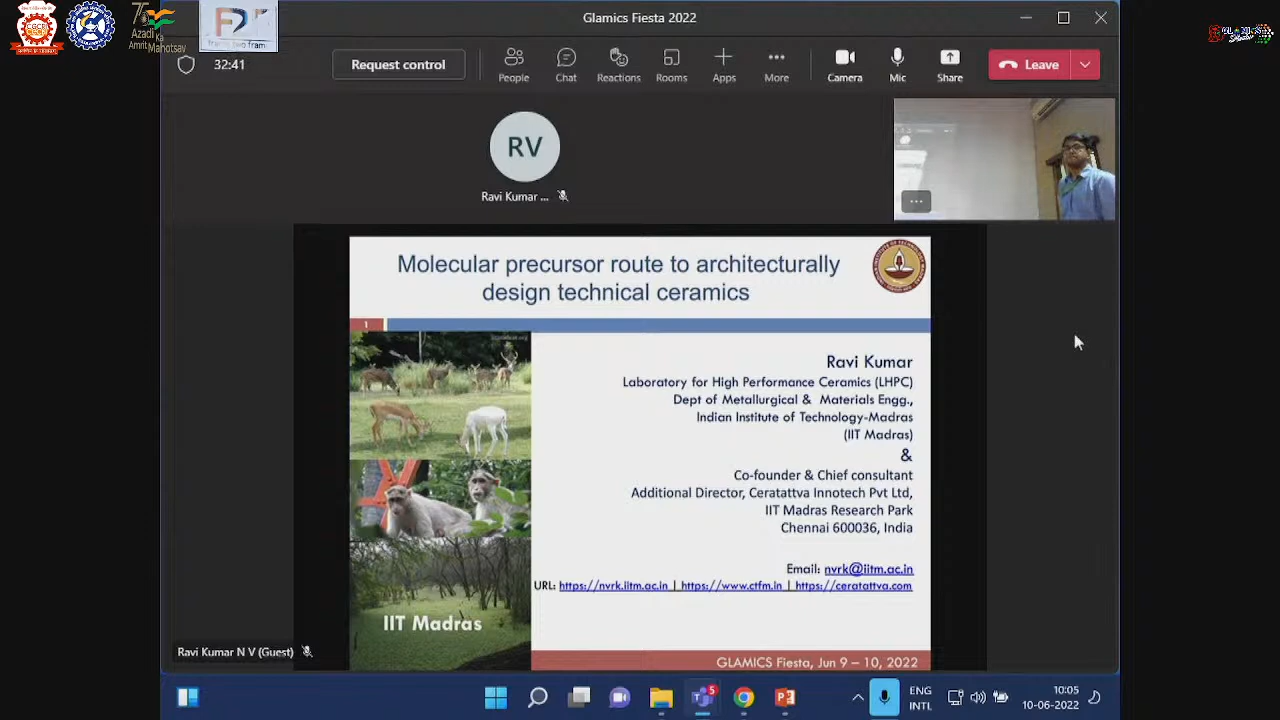 Glamics Fiesta 2022
CGCRI
75
Azadi Ka
Amrit Mahotsav
32:41
Request control
People
Chat
Reactions
Rooms
Apps
More
Camera
Mic
Share
Leave
RV
Ravi Kumar ...
Molecular precursor route to architecturally
design technical ceramics
1
Ravi Kumar
Laboratory for High Performance Ceramics (LHPC)
Dept of Metallurgical & Materials Engg.,
Indian Institute of Technology-Madras
(IIT Madras)
&
Co-founder & Chief consultant
Additional Director, Ceratattva Innotech Pvt Ltd,
IIT Madras Research Park
Chennai 600036, India
Email: nvrk@iitm.ac.in
URL: https://nvrk.iitm.ac.in | https://www.ctfm.in | https://ceratattva.com
IIT Madras
GLAMICS Fiesta, Jun 9 – 10, 2022
Ravi Kumar N V (Guest)
5
ENG
INTL
10:05
10-06-2022